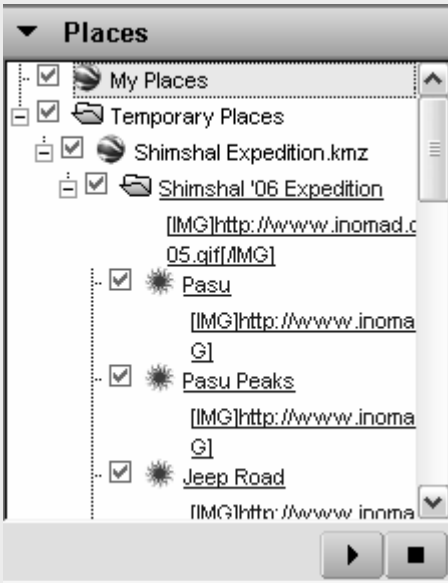 Places
My Places
Temporary Places
Shimshal Expedition.kmz
Shimshal '06 Expedition
[IMG]http://www.inomad.c
05.gif[/IMG]
Pasu
[IMG]http://www.inoma
G]
Pasu Peaks
[IMG]http://www.inoma
G]
Jeep Road
[IMG]http://www.inoma